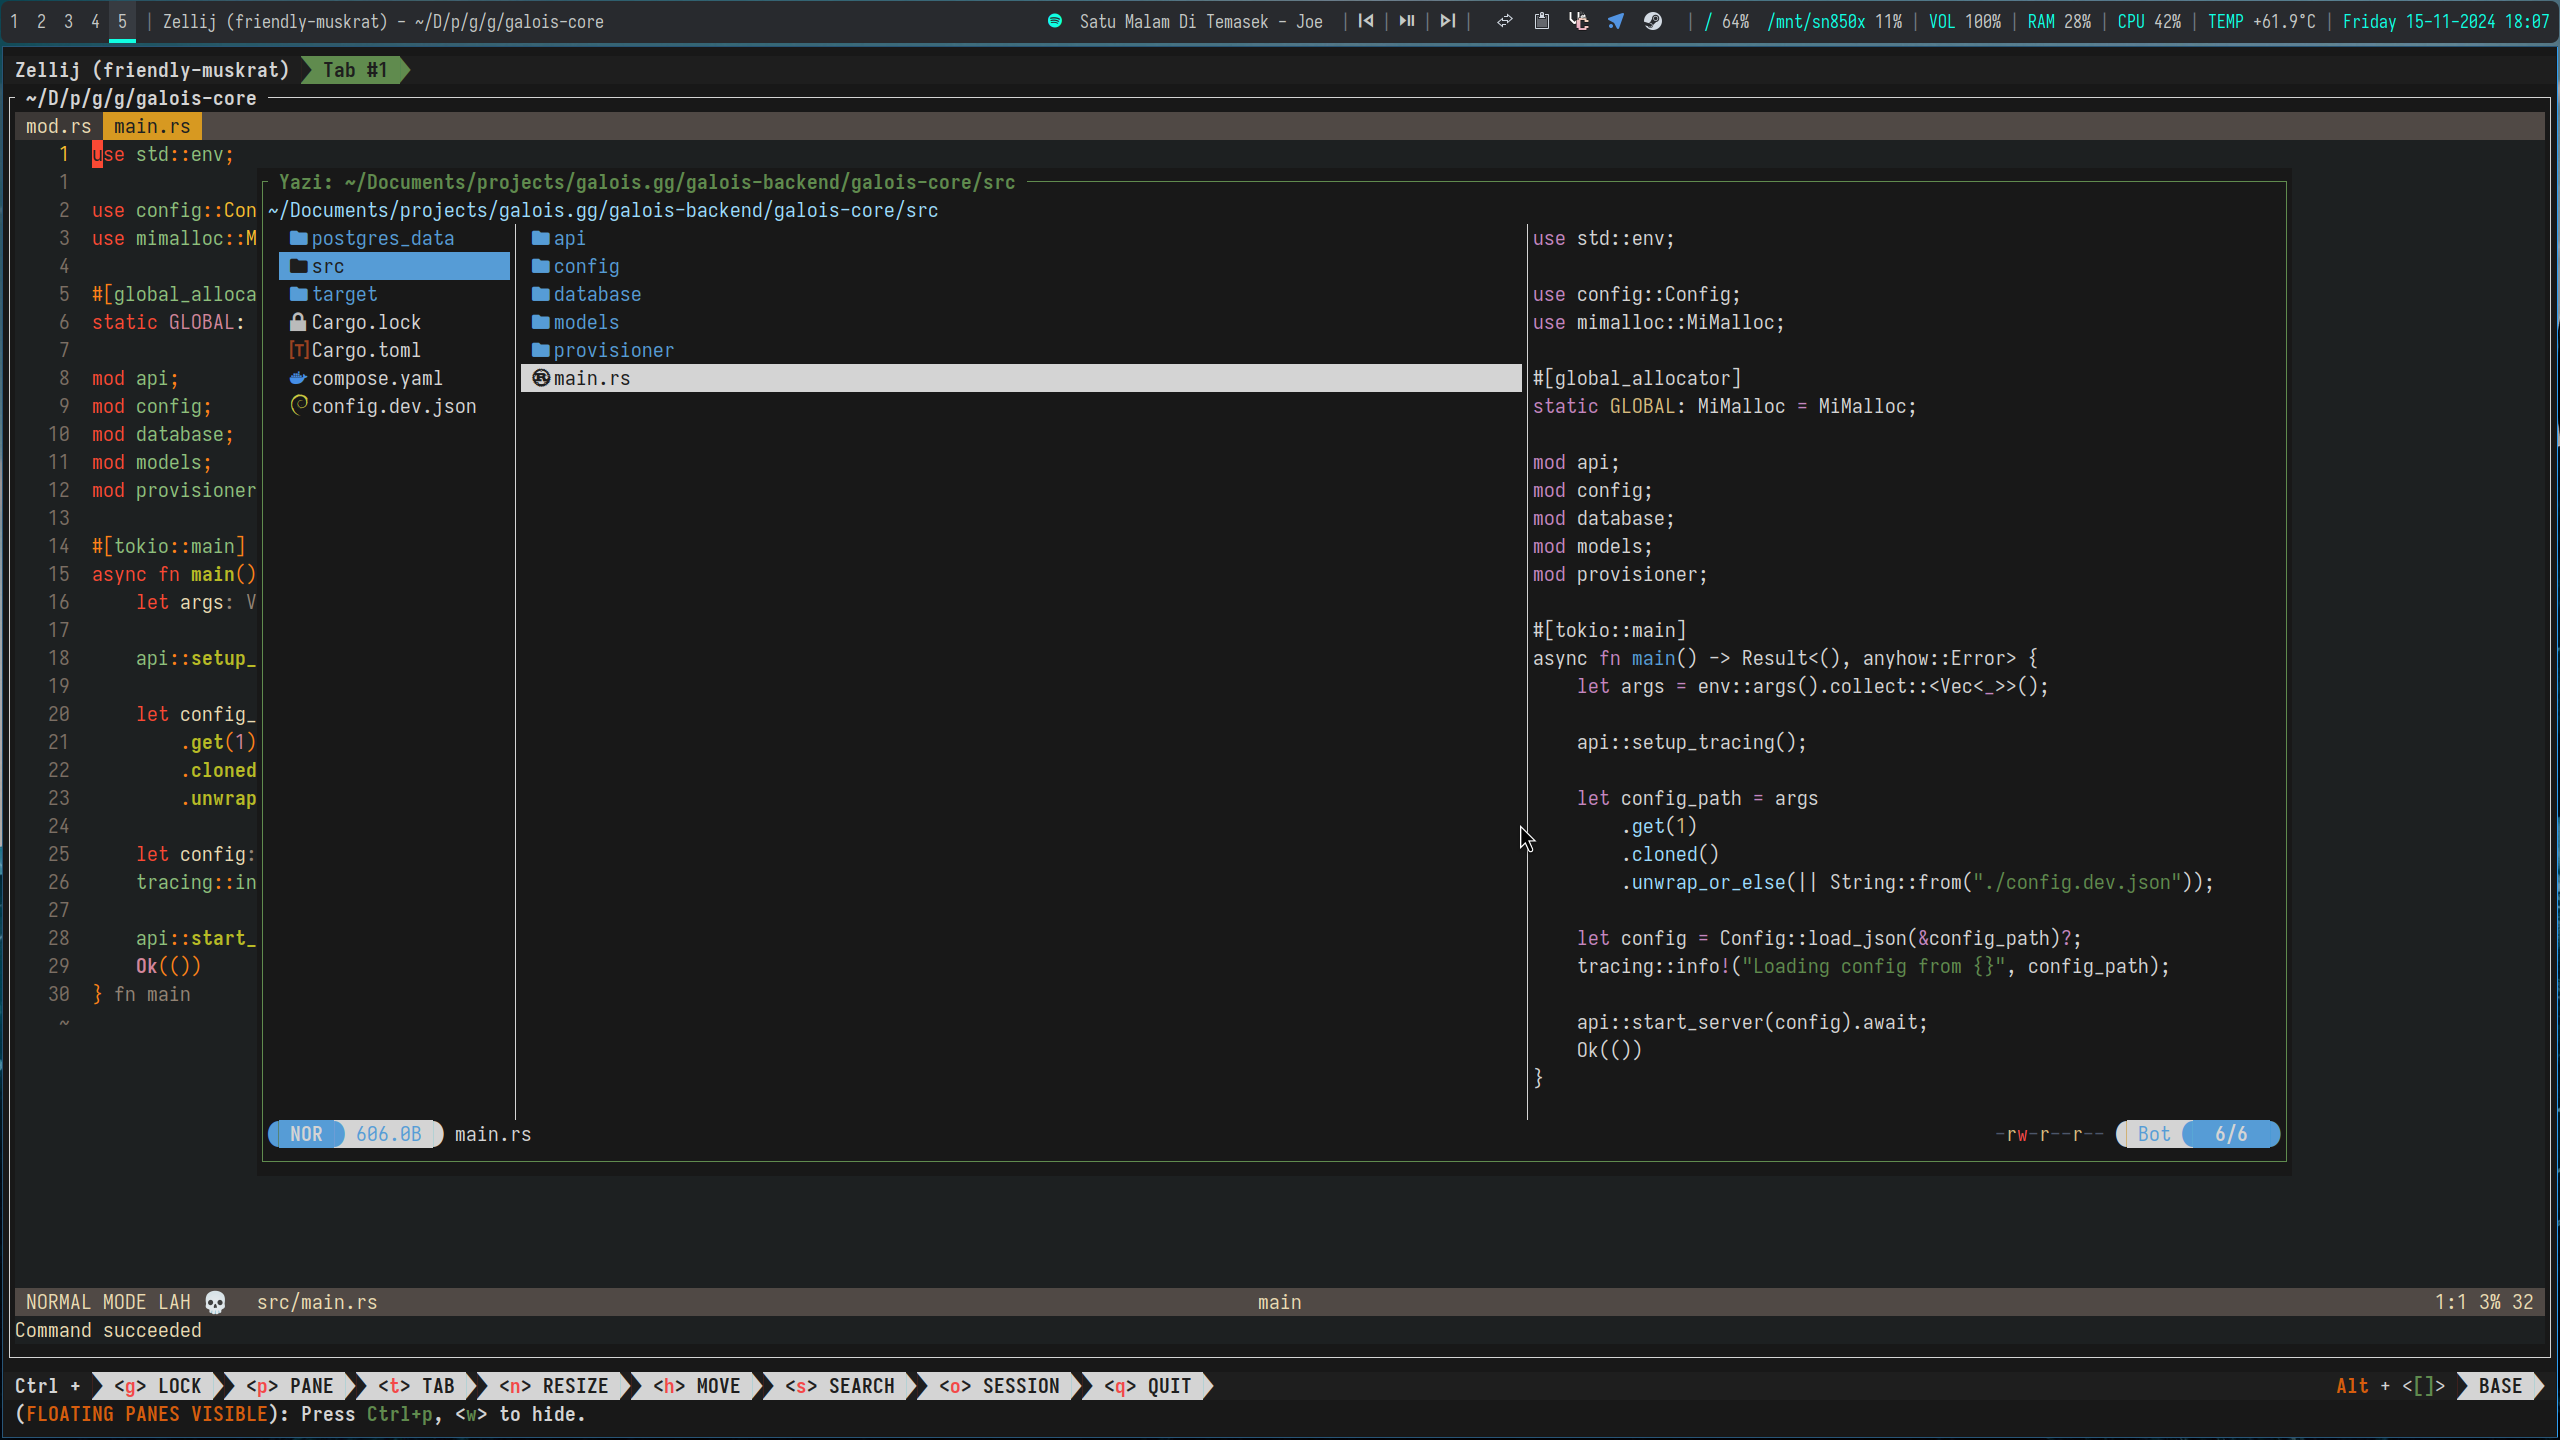 1 2 3 4 5 | Zellij (friendly-muskrat) - ~/D/p/g/g/galois-core
Satu Malam Di Temasek - Joe
/ 64% /mnt/sn850x 11% | VOL 100% | RAM 28% | CPU 42% | TEMP +61.9°C | Friday 15-11-2024 18:07
Zellij (friendly-muskrat) Tab #1
~/D/p/g/g/galois-core
mod.rs main.rs
1 use std::env;
1
2 use config::Con
3 use mimalloc::M
4
5 #[global_alloca
6 static GLOBAL:
7
8 mod api;
9 mod config;
10 mod database;
11 mod models;
12 mod provisioner
13
14 #[tokio::main]
15 async fn main()
16 let args: V
17
18 api::setup_
19
20 let config_
21 .get(1)
22 .cloned
23 .unwrap
24
25 let config:
26 tracing::in
27
28 api::start_
29 Ok(())
30 } fn main
~
Yazi: ~/Documents/projects/galois.gg/galois-backend/galois-core/src
~/Documents/projects/galois.gg/galois-backend/galois-core/src
postgres_data
src
target
Cargo.lock
[T] Cargo.toml
compose.yaml
config.dev.json
api
config
database
models
provisioner
main.rs
use std::env;
use config::Config;
use mimalloc::MiMalloc;
#[global_allocator]
static GLOBAL: MiMalloc = MiMalloc;
mod api;
mod config;
mod database;
mod models;
mod provisioner;
#[tokio::main]
async fn main() -> Result<(), anyhow::Error> {
let args = env::args().collect::<Vec<_>>();
api::setup_tracing();
let config_path = args
.get(1)
.cloned()
.unwrap_or_else(|| String::from("./config.dev.json"));
let config = Config::load_json(&config_path)?;
tracing::info!("Loading config from {}", config_path);
api::start_server(config).await;
Ok(())
}
NOR 606.0B main.rs
-rw-r--r-- Bot 6/6
NORMAL MODE LAH 💀 src/main.rs main 1:1 3% 32
Command succeeded
Ctrl + <g> LOCK <p> PANE <t> TAB <n> RESIZE <h> MOVE <s> SEARCH <o> SESSION <q> QUIT Alt + <[]> BASE
(FLOATING PANES VISIBLE): Press Ctrl+p, <w> to hide.